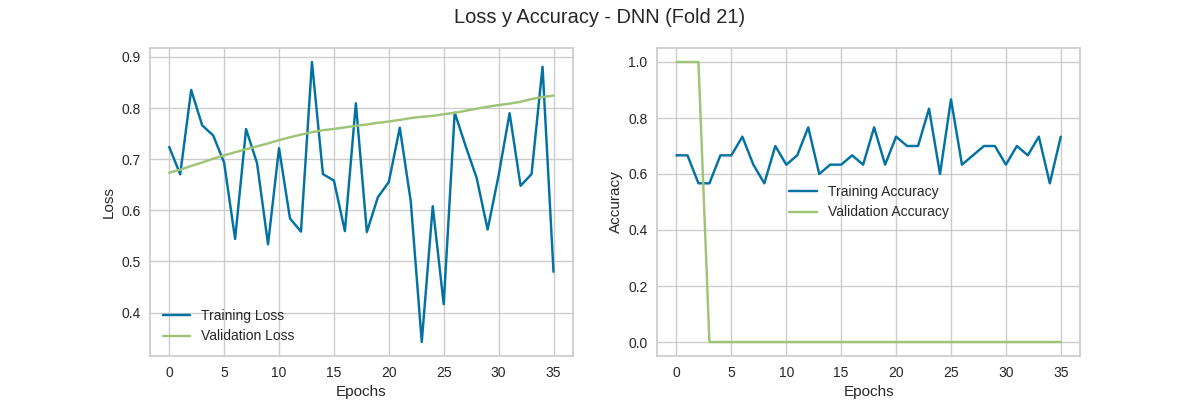 Loss y Accuracy - DNN (Fold 21)
0.9
0.8
0.7
0.6
0.5
0.4
Loss
Training Loss
Validation Loss
0 5 10 15 20 25 30 35
Epochs
1.0
0.8
0.6
0.4
0.2
0.0
Accuracy
Training Accuracy
Validation Accuracy
0 5 10 15 20 25 30 35
Epochs